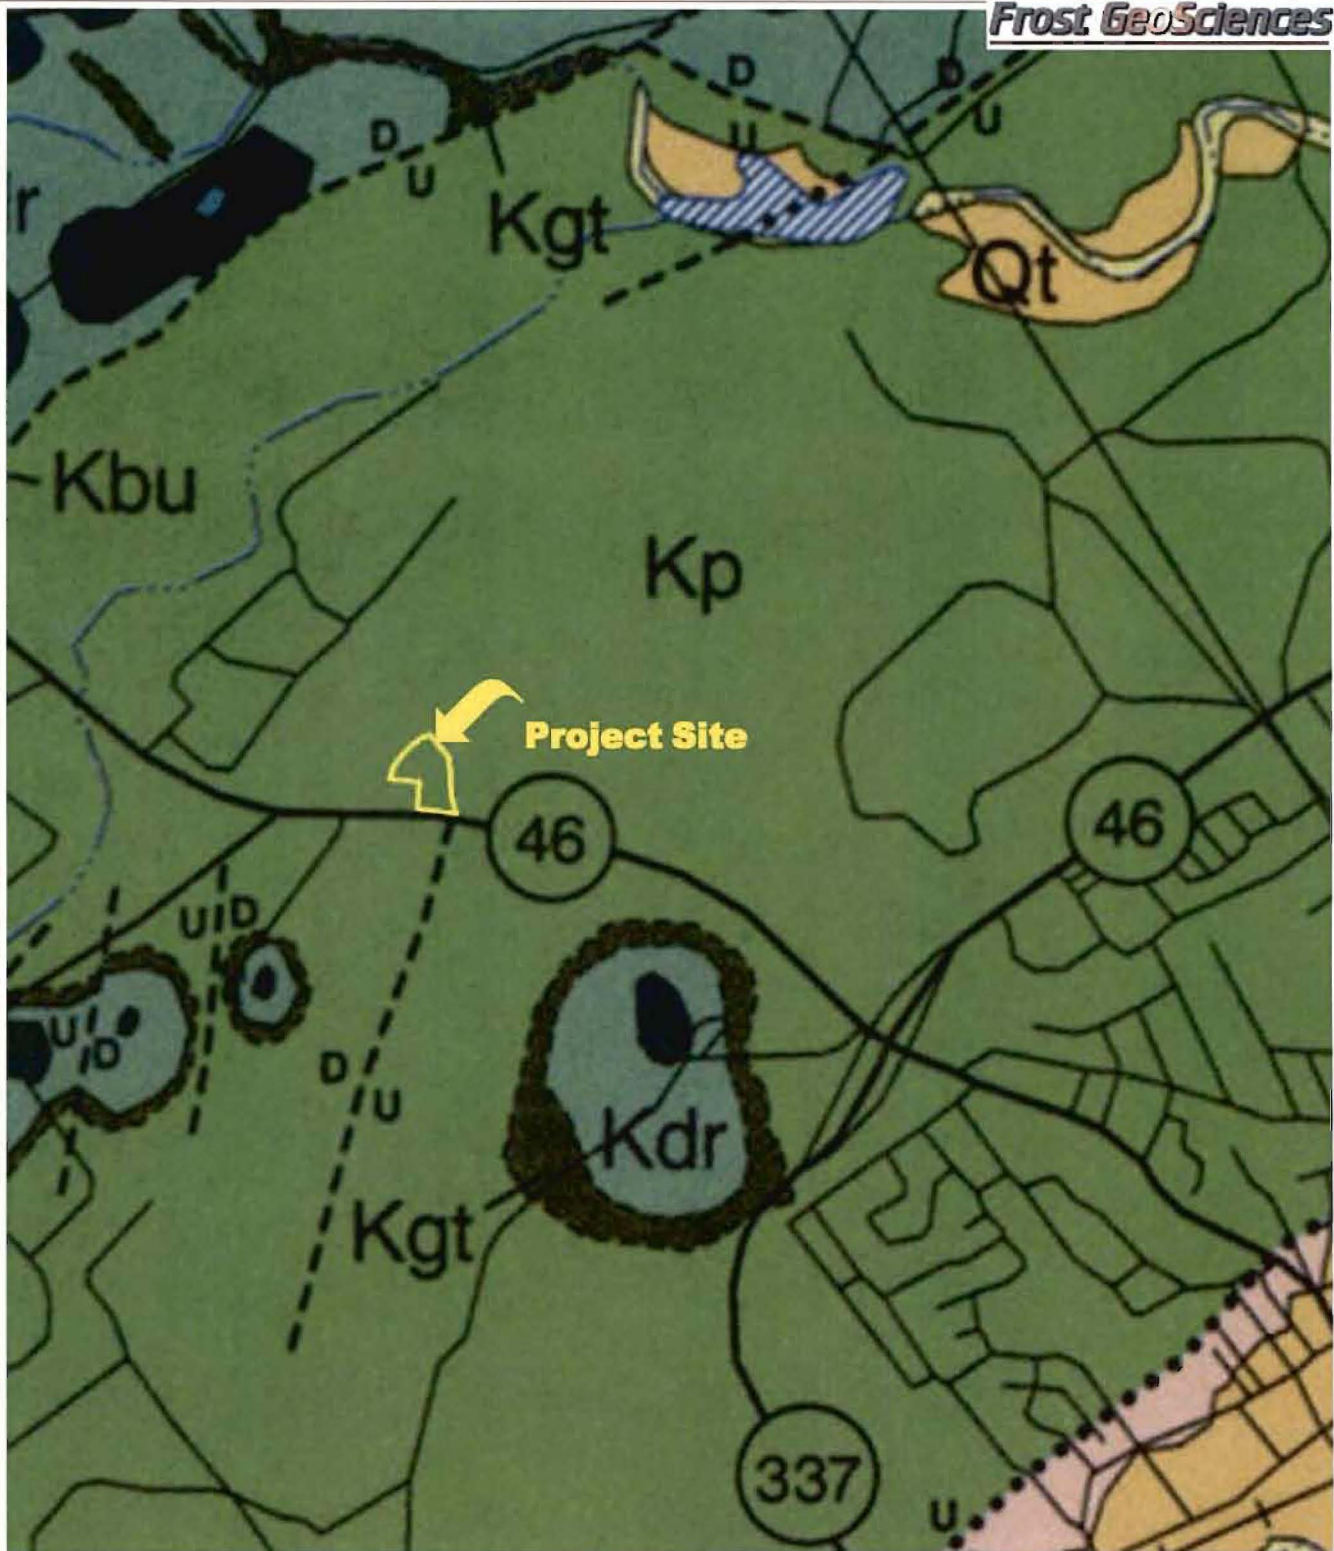 Frost GeoSciences
D
D
D
U
U
U
r
Kgt
Qt
Kbu
Kp
Project Site
46
46
U D
U D
D
U
Kdr
Kgt
337
U